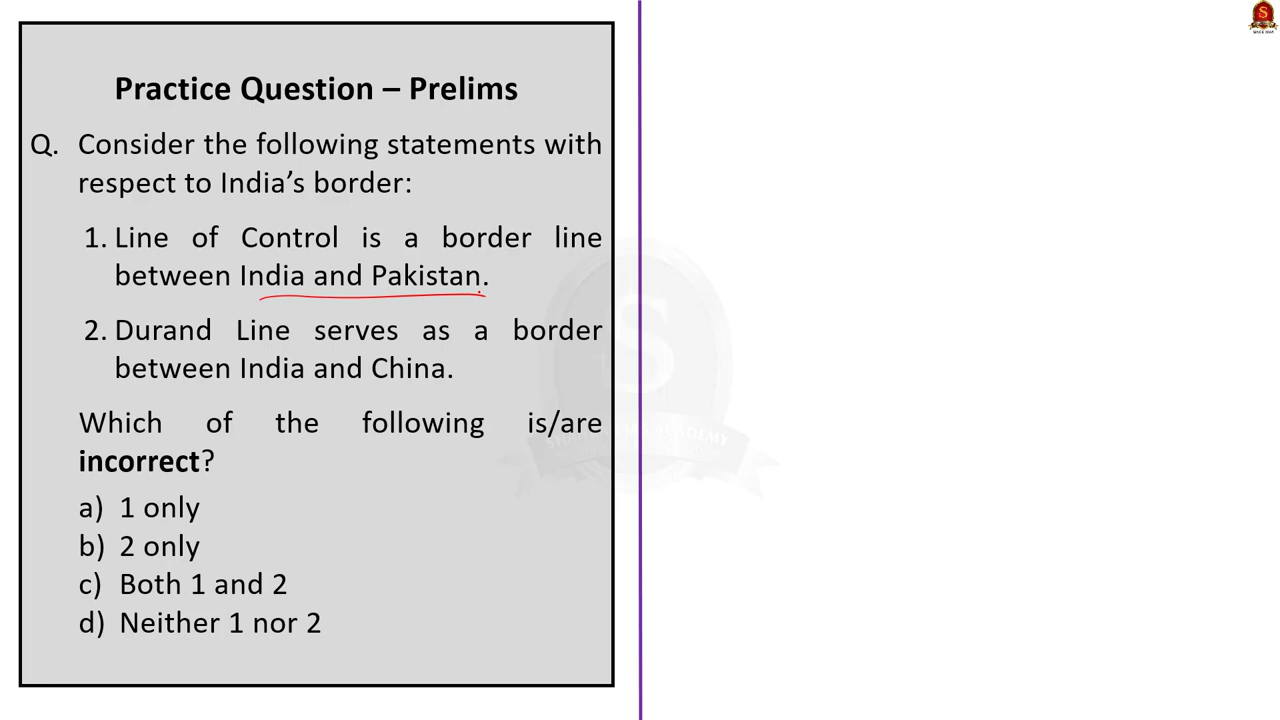 Practice Question – Prelims
Q. Consider the following statements with
respect to India's border:
1. Line of Control is a border line
between India and Pakistan.
2. Durand Line serves as a border
between India and China.
Which of the following is/are
incorrect?
a) 1 only
b) 2 only
c) Both 1 and 2
d) Neither 1 nor 2
S